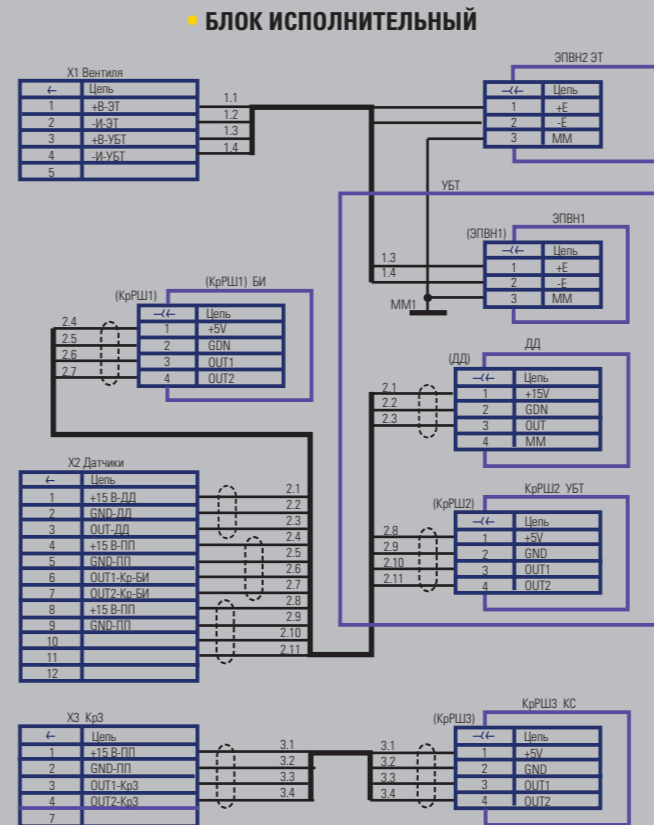 • БЛОК ИСПОЛНИТЕЛЬНЫЙ
X1 Вентиля
← Цепь
1 +В-ЭТ 1.1
2 -И-ЭТ 1.2
3 +В-УБТ 1.3
4 -И-УБТ 1.4
5
ЭПВН2 ЭТ
Цепь
1 +E
2 -E
3 ММ
УБТ
ЭПВН1
(ЭПВН1)
Цепь
1.3 1 +E
1.4 2 -E
3 ММ
ММ1
(КрРШ1) БИ
(КрРШ1)
Цепь
2.4 1 +5V
2.5 2 GDN
2.6 3 OUT1
2.7 4 OUT2
ДД
(ДД)
Цепь
2.1 1 +15V
2.2 2 GDN
2.3 3 OUT
4 ММ
X2 Датчики
← Цепь
1 +15 В-ДД 2.1
2 GND-ДД 2.2
3 OUT-ДД 2.3
4 +15 В-ПП 2.4
5 GND-ПП 2.5
6 OUT1-Кр-БИ 2.6
7 OUT2-Кр-БИ 2.7
8 +15 В-ПП 2.8
9 GND-ПП 2.9
10 2.10
11 2.11
12
КрРШ2 УБТ
(КрРШ2)
Цепь
2.8 1 +5V
2.9 2 GND
2.10 3 OUT1
2.11 4 OUT2
X3 Кр3
← Цепь
1 +15 В-ПП 3.1
2 GND-ПП 3.2
3 OUT1-Кр3 3.3
4 OUT2-Кр3 3.4
7
КрРШ3 КС
(КрРШ3)
Цепь
3.1 1 +5V
3.2 2 GND
3.3 3 OUT1
3.4 4 OUT2